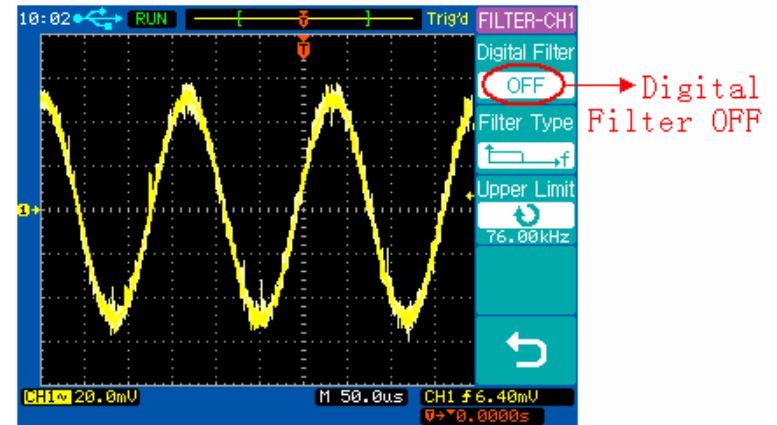 10:02 RUN T Trig'd FILTER-CH1
T
Digital Filter
OFF
Digital
Filter OFF
Filter Type
f
Upper Limit
76.00kHz
1
CH1~ 20.0mV M 50.0us CH1 6.40mV
T→▼0.0000s